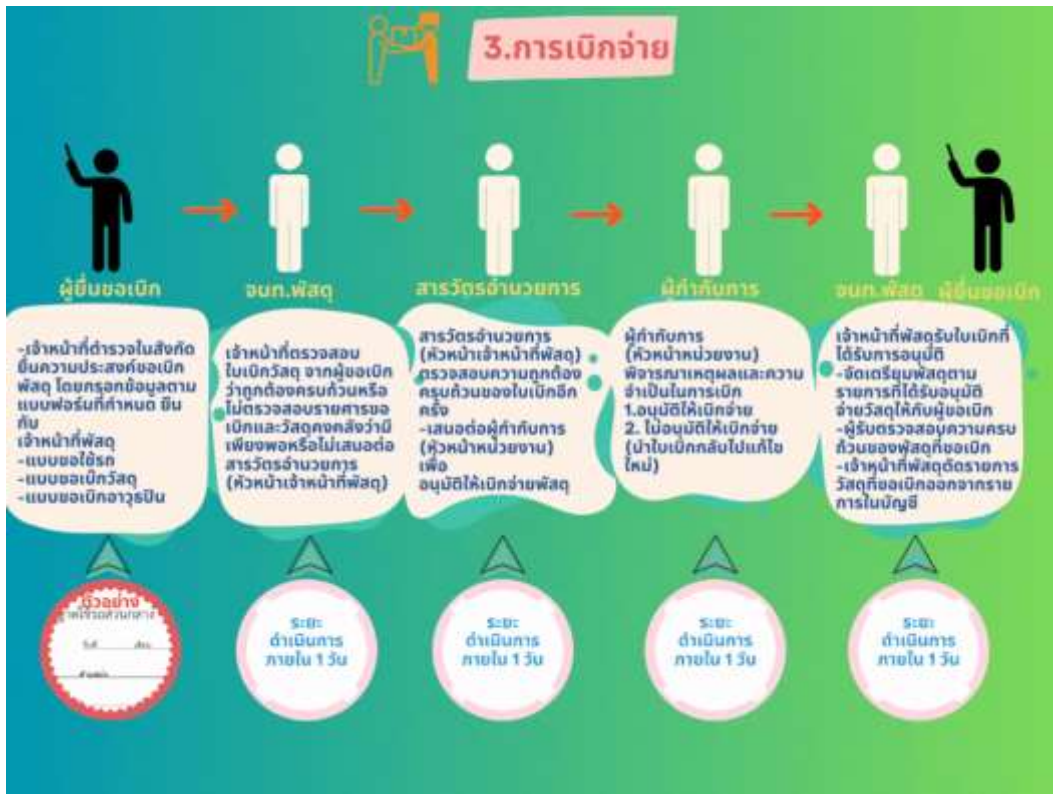 3.การเบิกจ่าย
ผู้ยื่นขอเบิก
จนท.พัสดุ
สารวัตรอำนวยการ
ผู้กำกับการ
จนท.พัสดุ
ผู้ยื่นขอเบิก
-เจ้าหน้าที่ตำรวจในสังกัด
ยื่นความประสงค์ขอเบิก
พัสดุ โดยกรอกข้อมูลตาม
แบบฟอร์มที่กำหนด ยืน
กับ
เจ้าหน้าที่พัสดุ
-แบบขอใช้รถ
-แบบขอเบิกวัสดุ
-แบบขอเบิกอาวุธปืน
เจ้าหน้าที่ตรวจสอบ
ใบเบิกวัสดุ จากผู้ขอเบิก
ว่าถูกต้องครบถ้วนหรือ
ไม่ตรวจสอบรายการขอ
เบิกและวัสดุคงคลังว่ามี
เพียงพอหรือไม่เสนอต่อ
สารวัตรอำนวยการ
(หัวหน้าเจ้าหน้าที่พัสดุ)
สารวัตรอำนวยการ
(หัวหน้าเจ้าหน้าที่พัสดุ)
ตรวจสอบความถูกต้อง
ครบถ้วนของใบเบิกอีก
ครั้ง
-เสนอต่อผู้กำกับการ
(หัวหน้าหน่วยงาน)
เพื่อ
อนุมัติให้เบิกจ่ายพัสดุ
ผู้กำกับการ
(หัวหน้าหน่วยงาน)
พิจารณาเหตุผลและความ
จำเป็นในการเบิก
1.อนุมัติให้เบิกจ่าย
2. ไม่อนุมัติให้เบิกจ่าย
(นำใบเบิกกลับไปแก้ไข
ใหม่)
เจ้าหน้าที่พัสดุรับใบเบิกที่
ได้รับการอนุมัติ
-จัดเตรียมพัสดุตาม
รายการที่ได้รับอนุมัติ
จ่ายวัสดุให้กับผู้ขอเบิก
-ผู้รับตรวจสอบความครบ
ถ้วนของพัสดุที่ขอเบิก
-เจ้าหน้าที่พัสดุตัดรายการ
วัสดุที่ขอเบิกออกจากราย
การในบัญชี
ตัวอย่าง
ระยะ
ดำเนินการ
ภายใน 1 วัน
ระยะ
ดำเนินการ
ภายใน 1 วัน
ระยะ
ดำเนินการ
ภายใน 1 วัน
ระยะ
ดำเนินการ
ภายใน 1 วัน